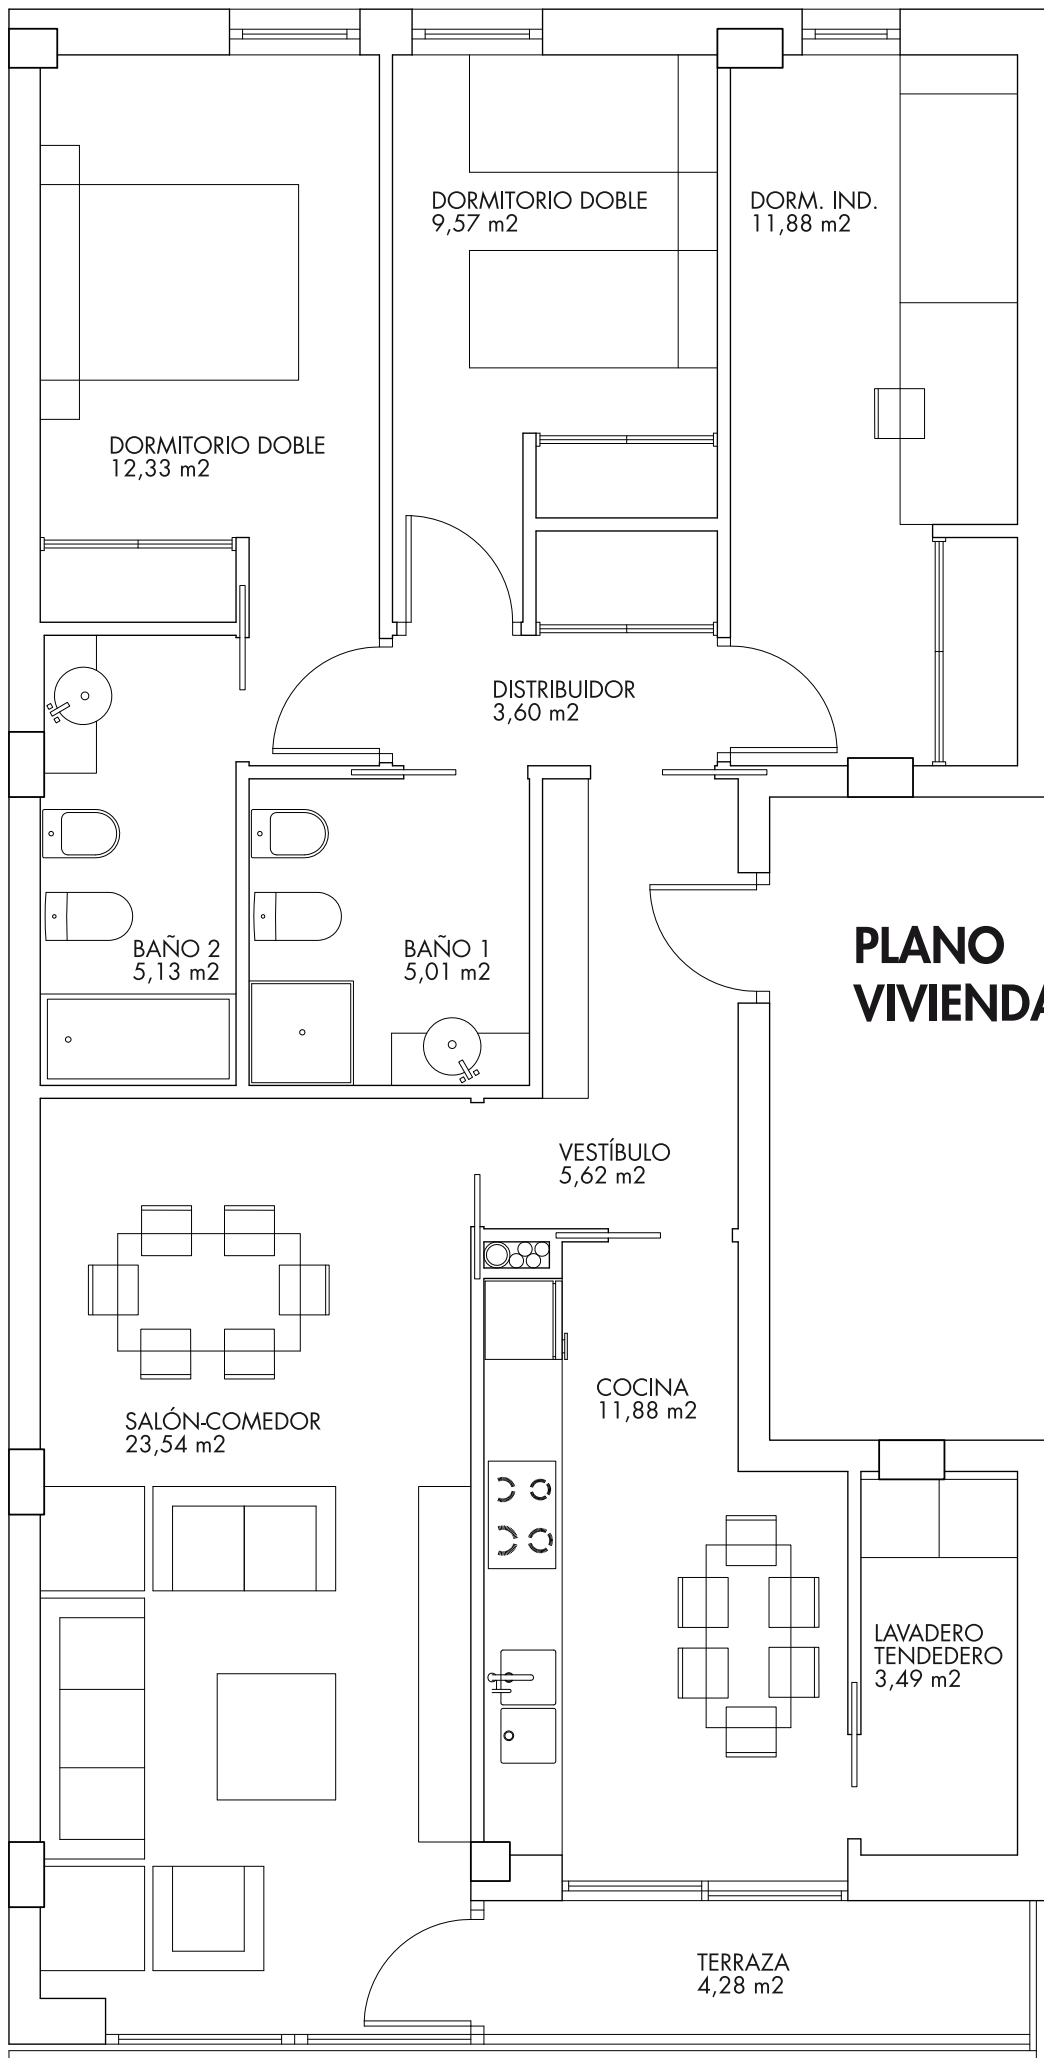 DORMITORIO DOBLE
9,57 m2
DORM. IND.
11,88 m2
DORMITORIO DOBLE
12,33 m2
DISTRIBUIDOR
3,60 m2
BAÑO 2
5,13 m2
BAÑO 1
5,01 m2
PLANO
VIVIENDA
VESTÍBULO
5,62 m2
COCINA
11,88 m2
SALÓN-COMEDOR
23,54 m2
LAVADERO
TENDEDERO
3,49 m2
TERRAZA
4,28 m2